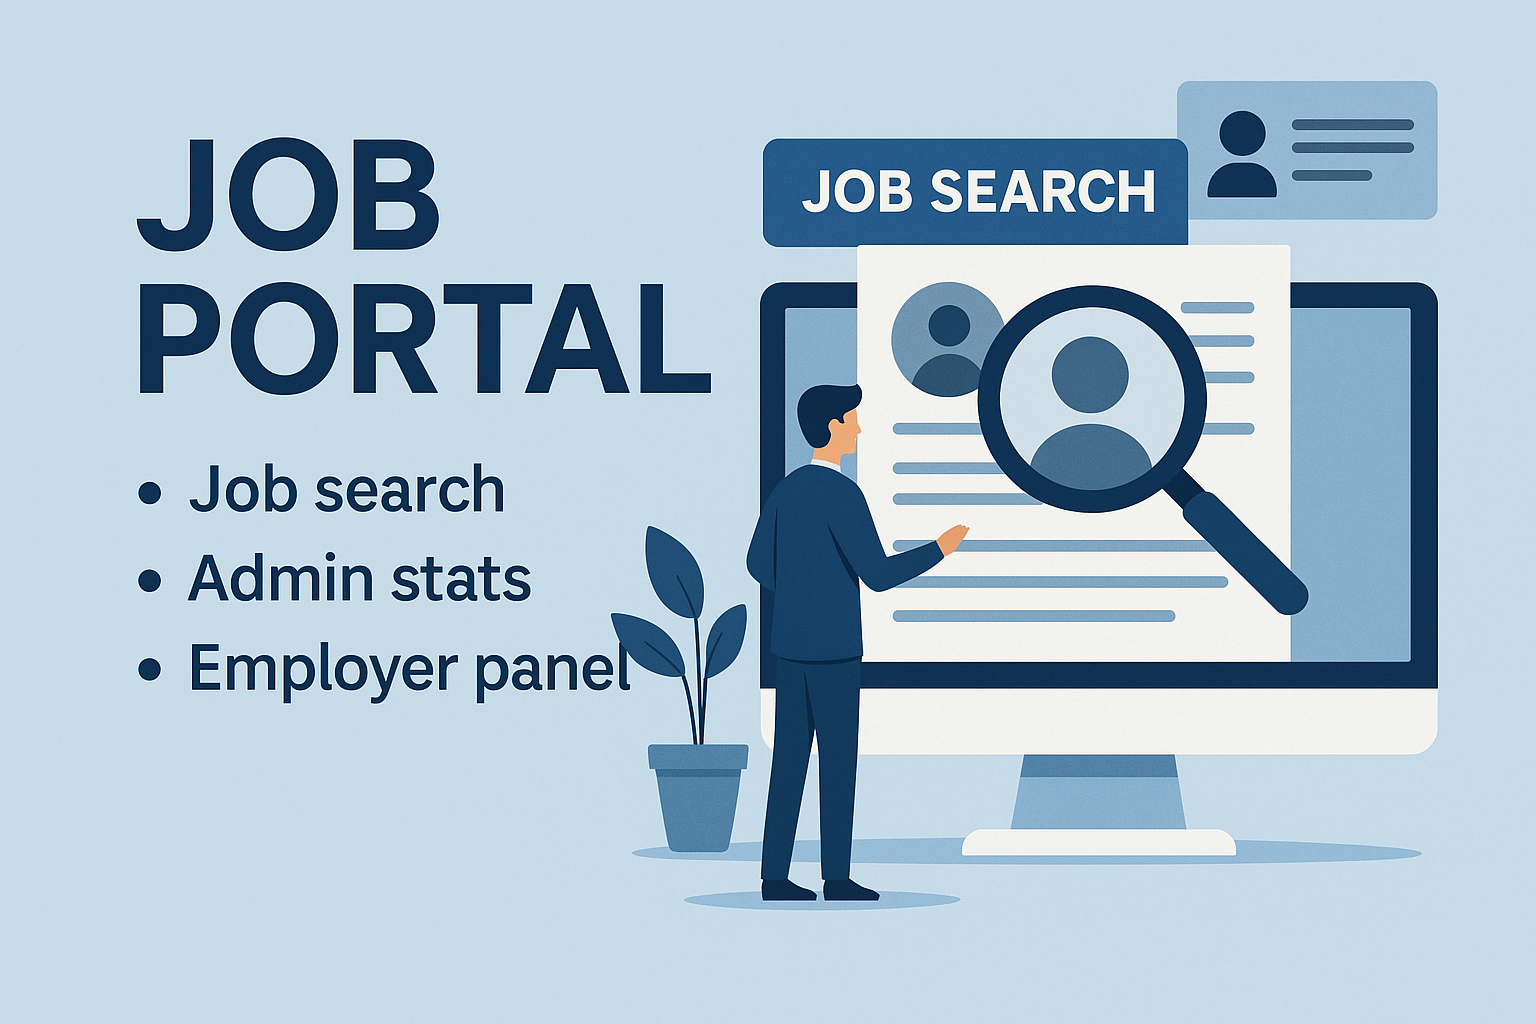 JOB
PORTAL
• Job search
• Admin stats
• Employer panel
JOB SEARCH